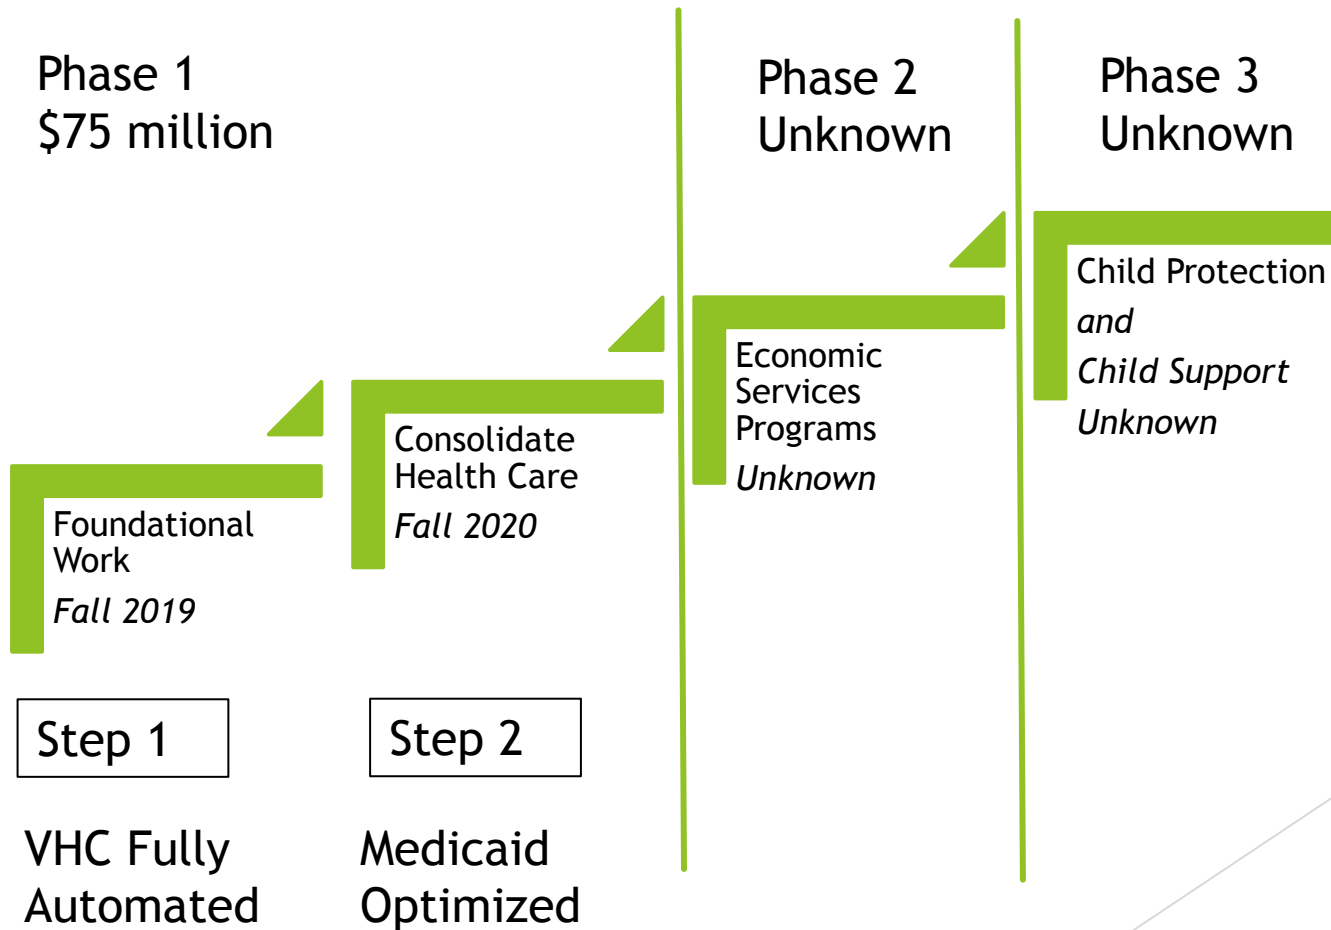 Phase 1
$75 million
Phase 2
Unknown
Phase 3
Unknown
Foundational
Work
Fall 2019
Consolidate
Health Care
Fall 2020
Economic
Services
Programs
Unknown
Child Protection
and
Child Support
Unknown
Step 1
Step 2
VHC Fully
Automated
Medicaid
Optimized